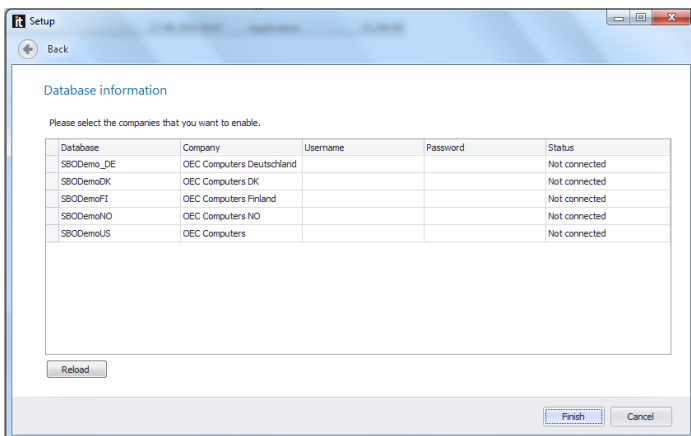 it Setup
Back
Database information
Please select the companies that you want to enable.
Database Company Username Password Status
SBODemo_DE OEC Computers Deutschland Not connected
SBODemoDK OEC Computers DK Not connected
SBODemoFI OEC Computers Finland Not connected
SBODemoNO OEC Computers NO Not connected
SBODemoUS OEC Computers Not connected
Reload
Finish Cancel